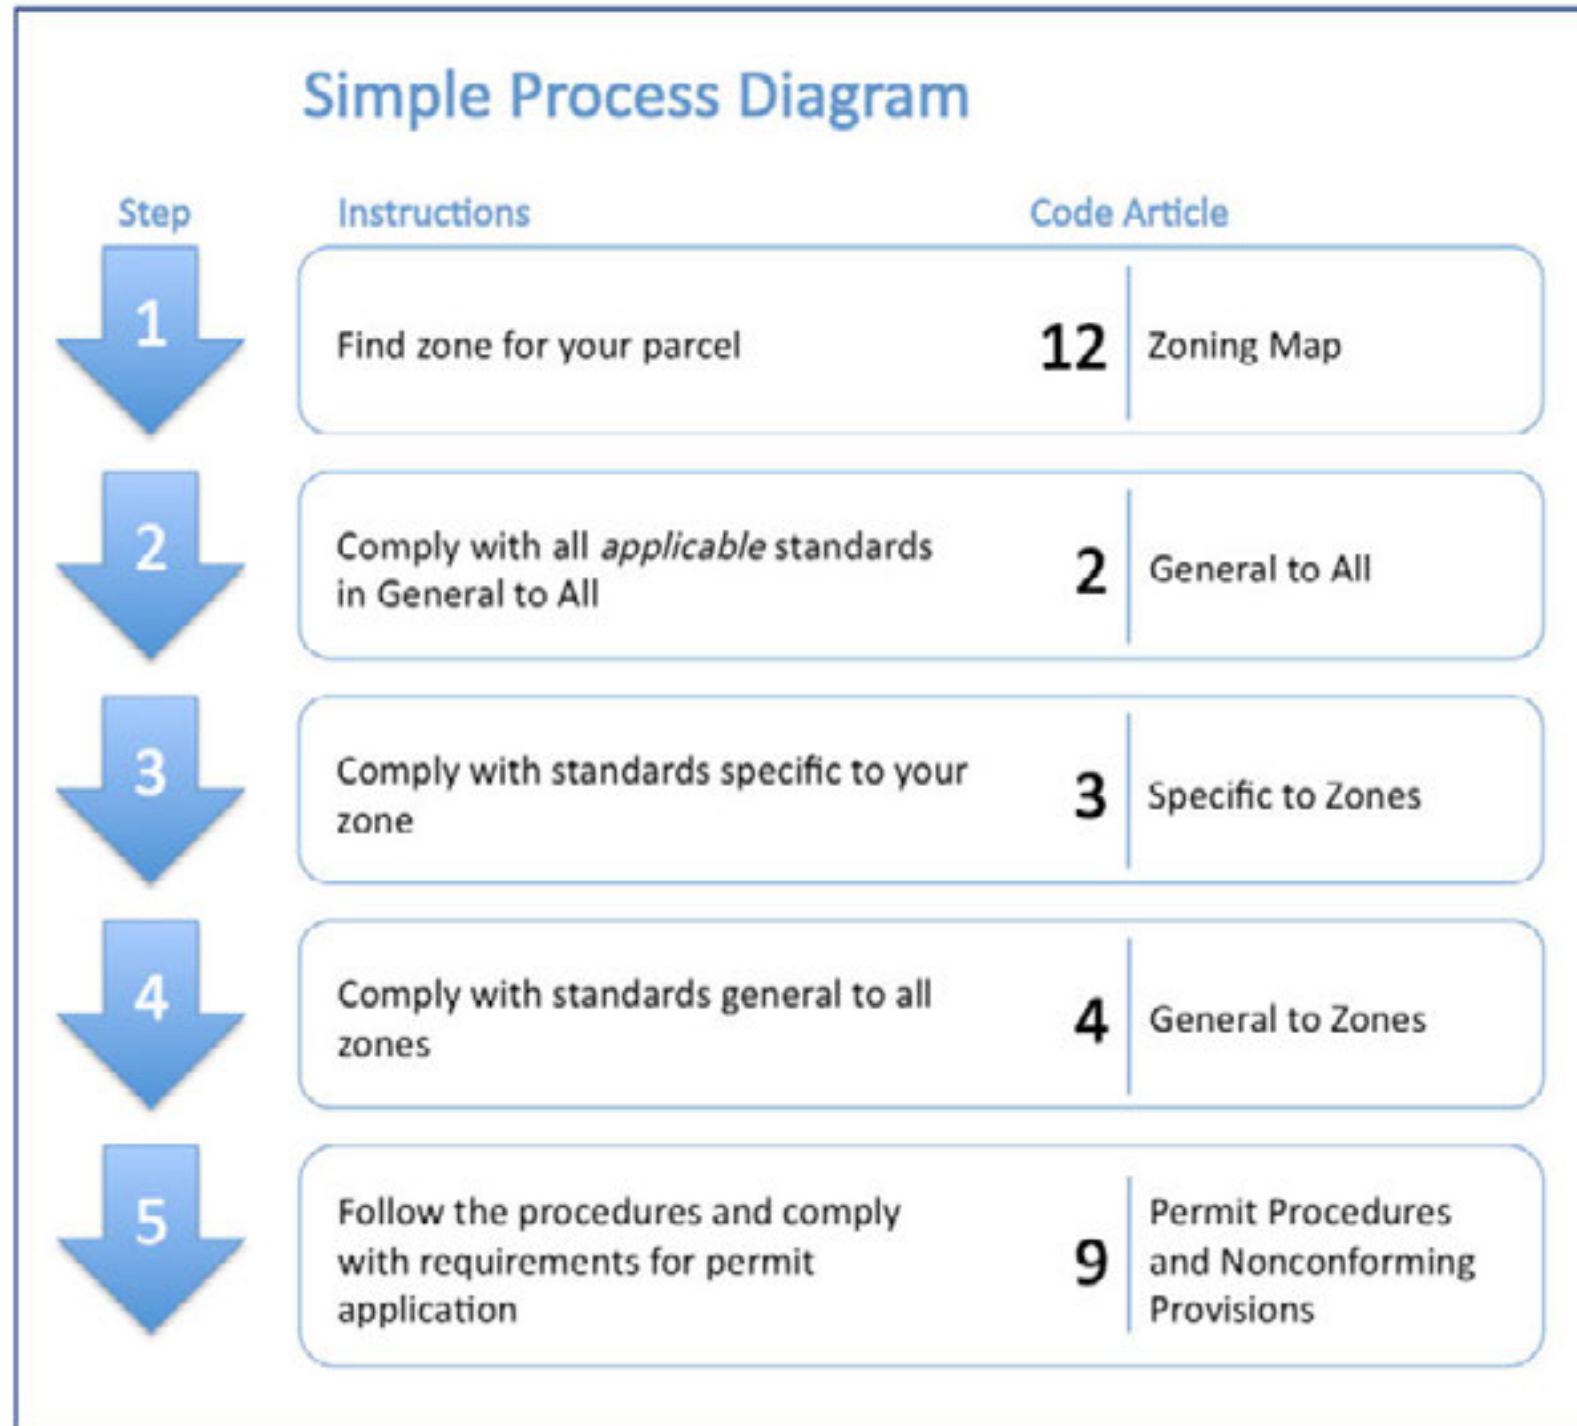 Simple Process Diagram
Step Instructions Code Article
1 Find zone for your parcel 12 Zoning Map
2 Comply with all applicable standards
in General to All 2 General to All
3 Comply with standards specific to your
zone 3 Specific to Zones
4 Comply with standards general to all
zones 4 General to Zones
5 Follow the procedures and comply
with requirements for permit
application 9 Permit Procedures
and Nonconforming
Provisions